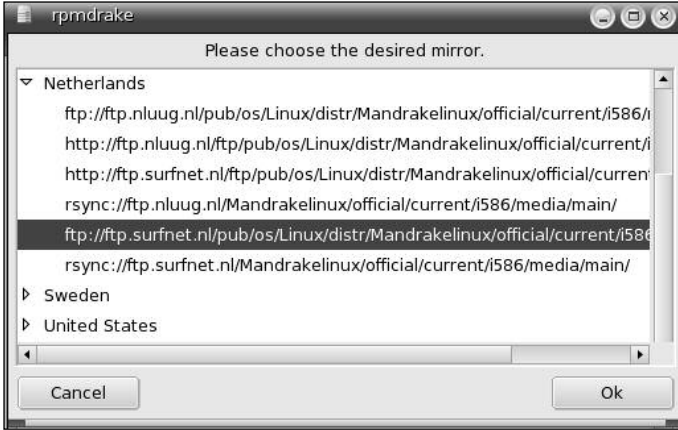 rpmdrake
Please choose the desired mirror.
Netherlands
ftp://ftp.nluug.nl/pub/os/Linux/distr/Mandrakelinux/official/current/i586/
http://ftp.nluug.nl/ftp/pub/os/Linux/distr/Mandrakelinux/official/current/i
http://ftp.surfnet.nl/ftp/pub/os/Linux/distr/Mandrakelinux/official/curren
rsync://ftp.nluug.nl/Mandrakelinux/official/current/i586/media/main/
ftp://ftp.surfnet.nl/pub/os/Linux/distr/Mandrakelinux/official/current/i586
rsync://ftp.surfnet.nl/Mandrakelinux/official/current/i586/media/main/
Sweden
United States
Cancel
Ok